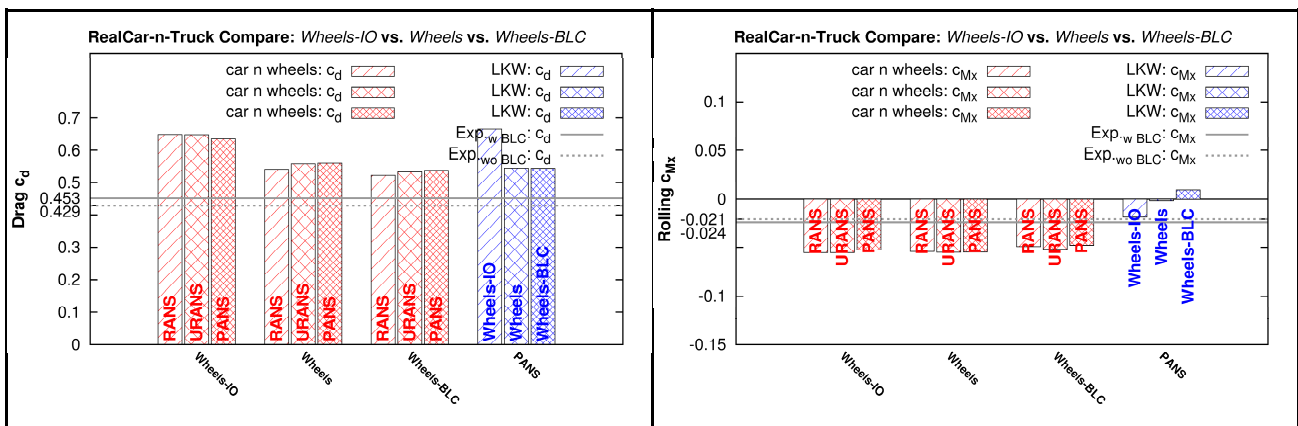 RealCar-n-Truck Compare: Wheels-IO vs. Wheels vs. Wheels-BLC
car n wheels: cd
LKW: cd
car n wheels: cd
LKW: cd
car n wheels: cd
LKW: cd
Exp.w BLC: cd
Exp.wo BLC: cd
Drag cd
0.7
0.6
0.5
0.453
0.429
0.3
0.2
0.1
0
RANS
URANS
PANS
RANS
URANS
PANS
RANS
URANS
PANS
Wheels-IO
Wheels
Wheels-BLC
Wheels-IO
Wheels
Wheels-BLC
PANS
RealCar-n-Truck Compare: Wheels-IO vs. Wheels vs. Wheels-BLC
car n wheels: cMx
LKW: cMx
car n wheels: cMx
LKW: cMx
car n wheels: cMx
LKW: cMx
Exp.w BLC: cMx
Exp.wo BLC: cMx
Rolling cMx
0.1
0.05
0
-0.021
-0.024
-0.1
-0.15
RANS
URANS
PANS
RANS
URANS
PANS
RANS
URANS
PANS
Wheels-IO
Wheels
Wheels-BLC
Wheels-IO
Wheels
Wheels-BLC
PANS